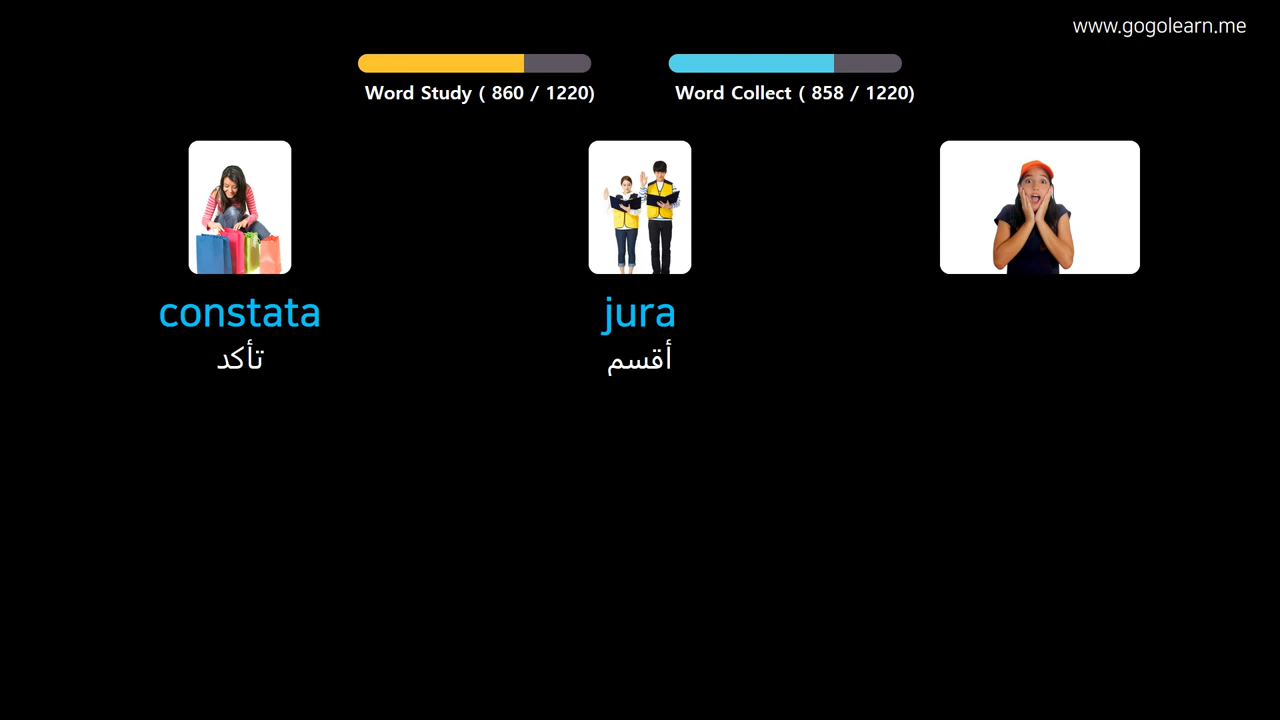 www.gogolearn.me
Word Study ( 860 / 1220)
Word Collect ( 858 / 1220)
constata
تأكد
jura
أقسم